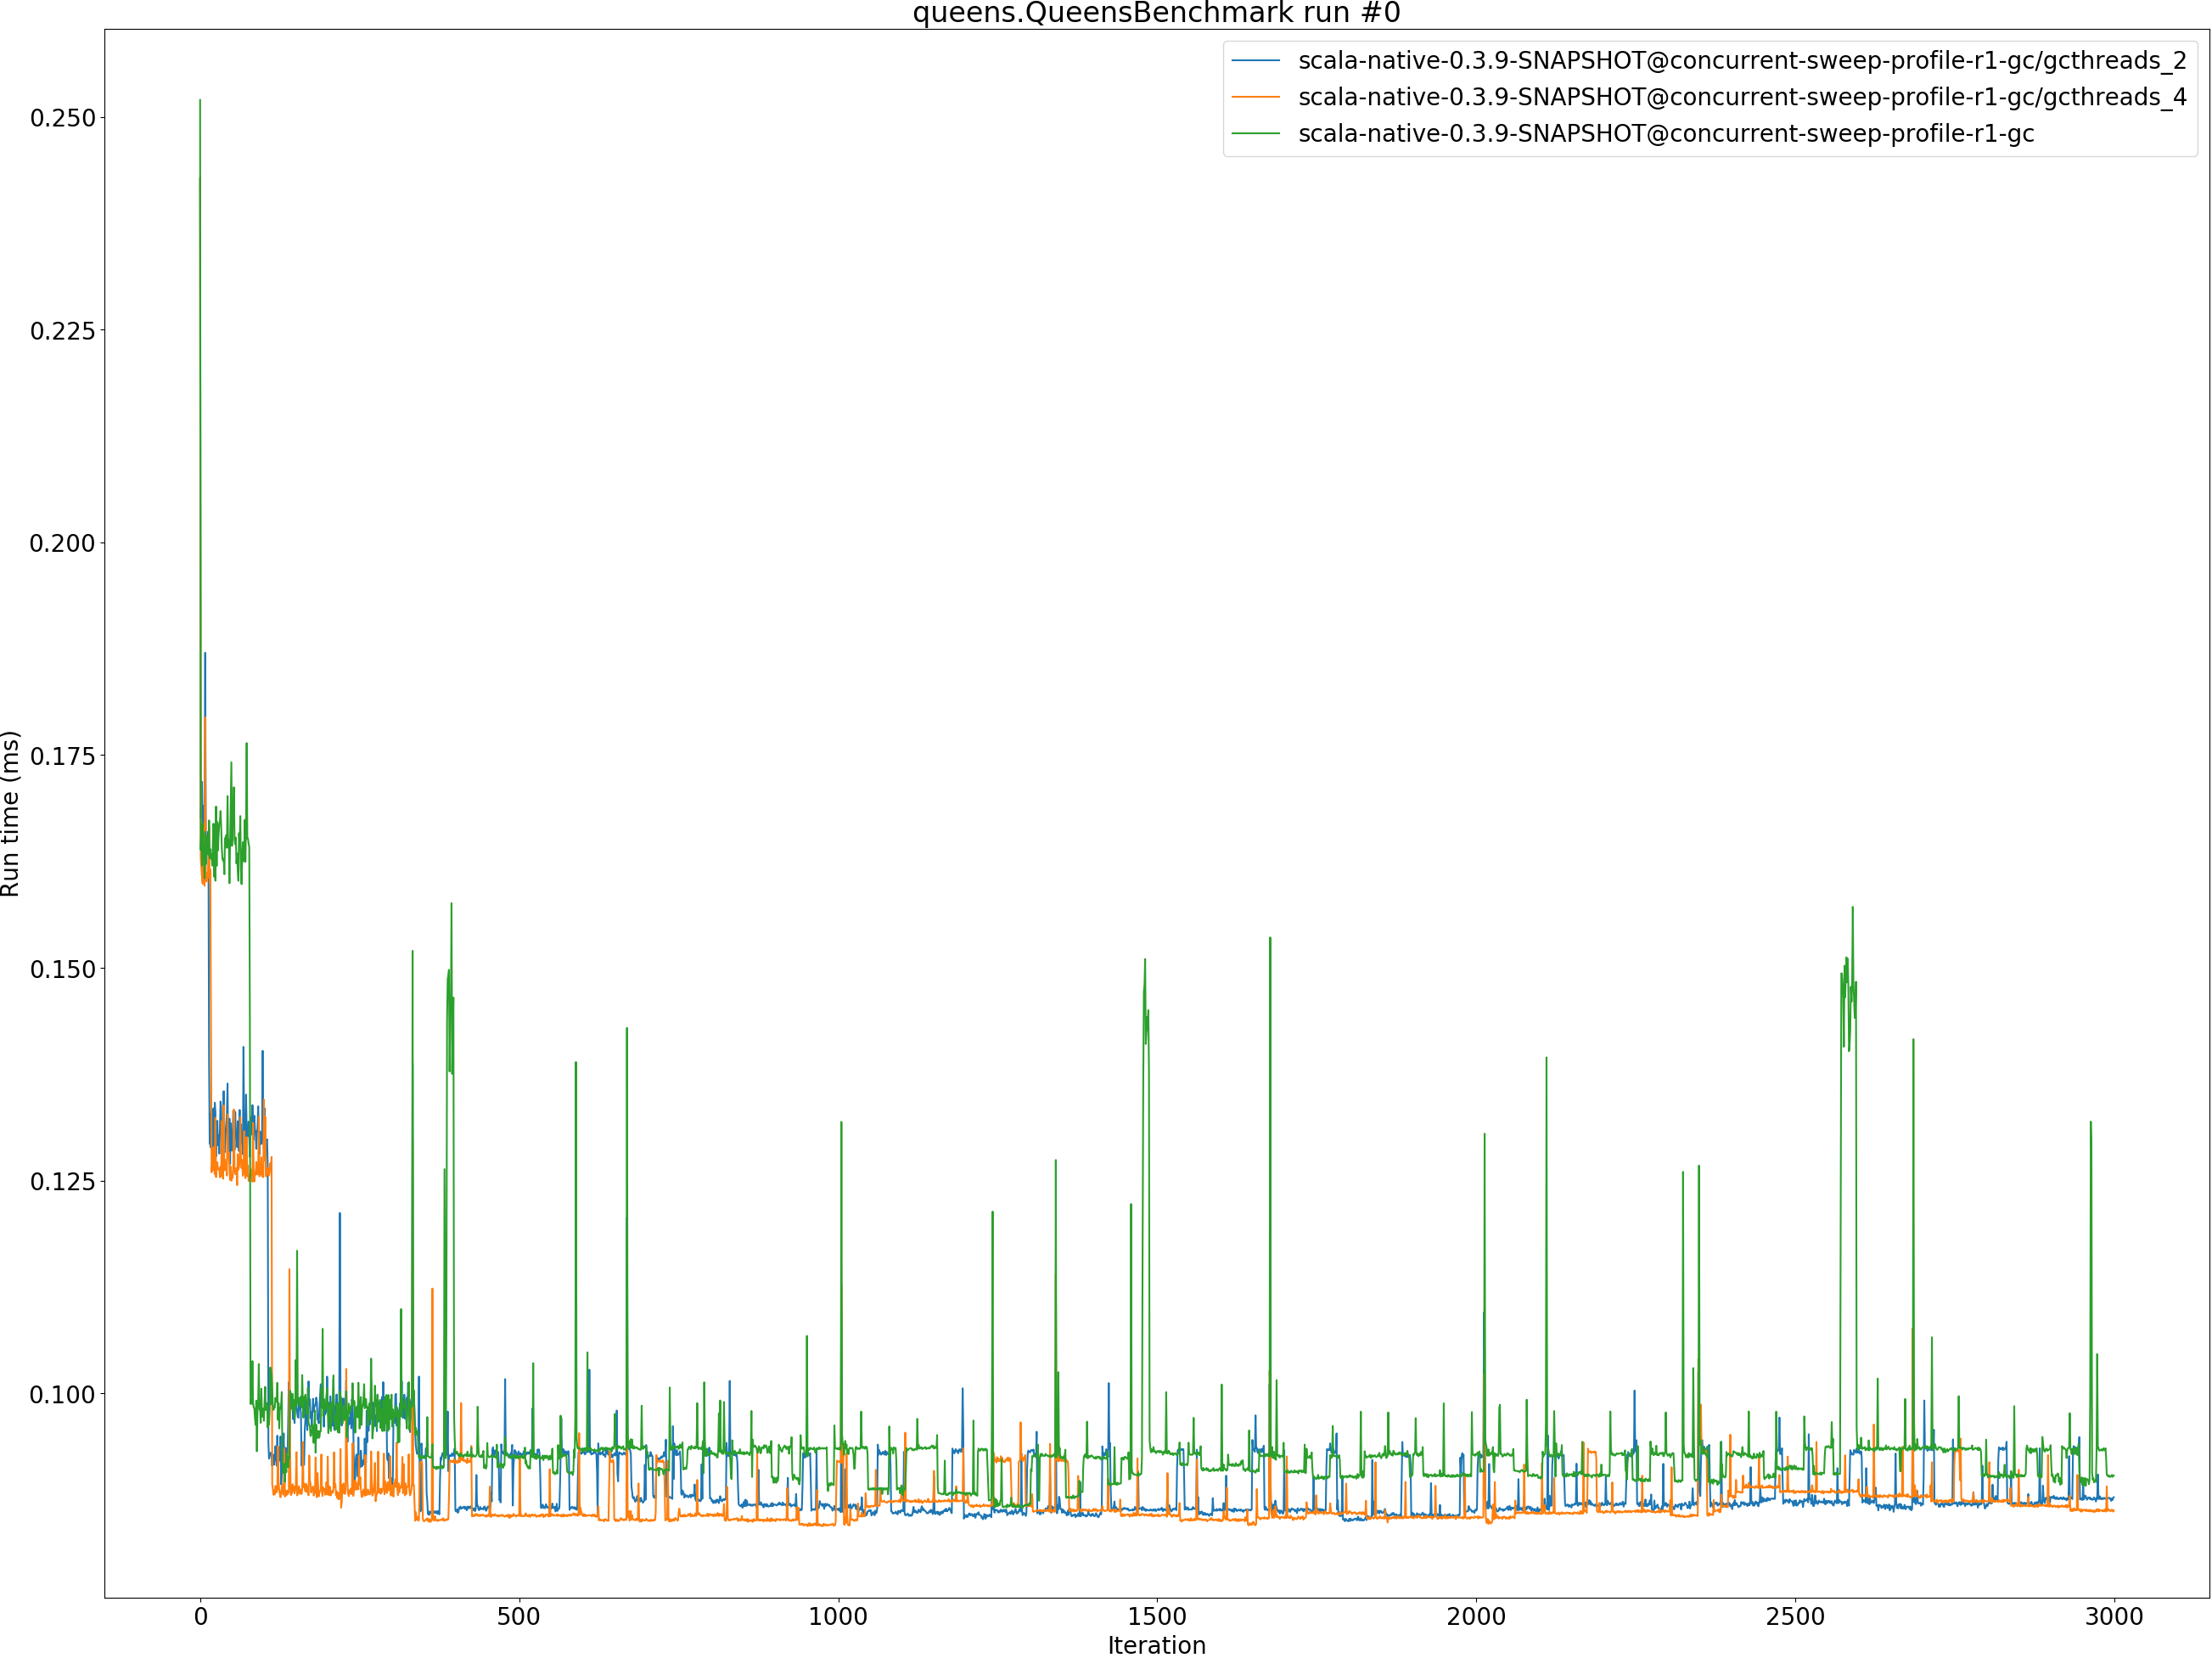 queens.QueensBenchmark run #0
scala-native-0.3.9-SNAPSHOT@concurrent-sweep-profile-r1-gc/gcthreads_2
scala-native-0.3.9-SNAPSHOT@concurrent-sweep-profile-r1-gc/gcthreads_4
scala-native-0.3.9-SNAPSHOT@concurrent-sweep-profile-r1-gc
0.250
0.225
0.200
0.175
0.150
0.125
0.100
Run time (ms)
0 500 1000 1500 2000 2500 3000
Iteration